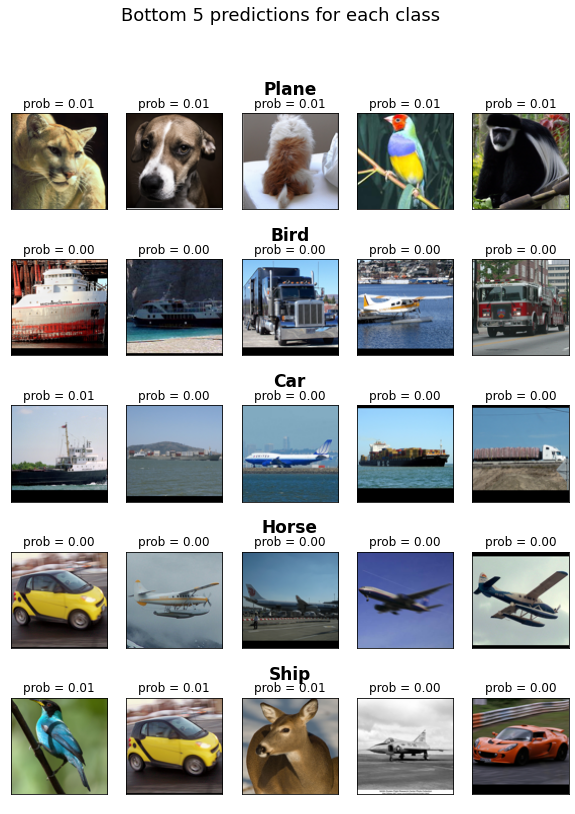 Bottom 5 predictions for each class
Plane
prob = 0.01 prob = 0.01 prob = 0.01 prob = 0.01 prob = 0.01
Bird
prob = 0.00 prob = 0.00 prob = 0.00 prob = 0.00 prob = 0.00
Car
prob = 0.01 prob = 0.00 prob = 0.00 prob = 0.00 prob = 0.00
Horse
prob = 0.00 prob = 0.00 prob = 0.00 prob = 0.00 prob = 0.00
Ship
prob = 0.01 prob = 0.01 prob = 0.01 prob = 0.00 prob = 0.00